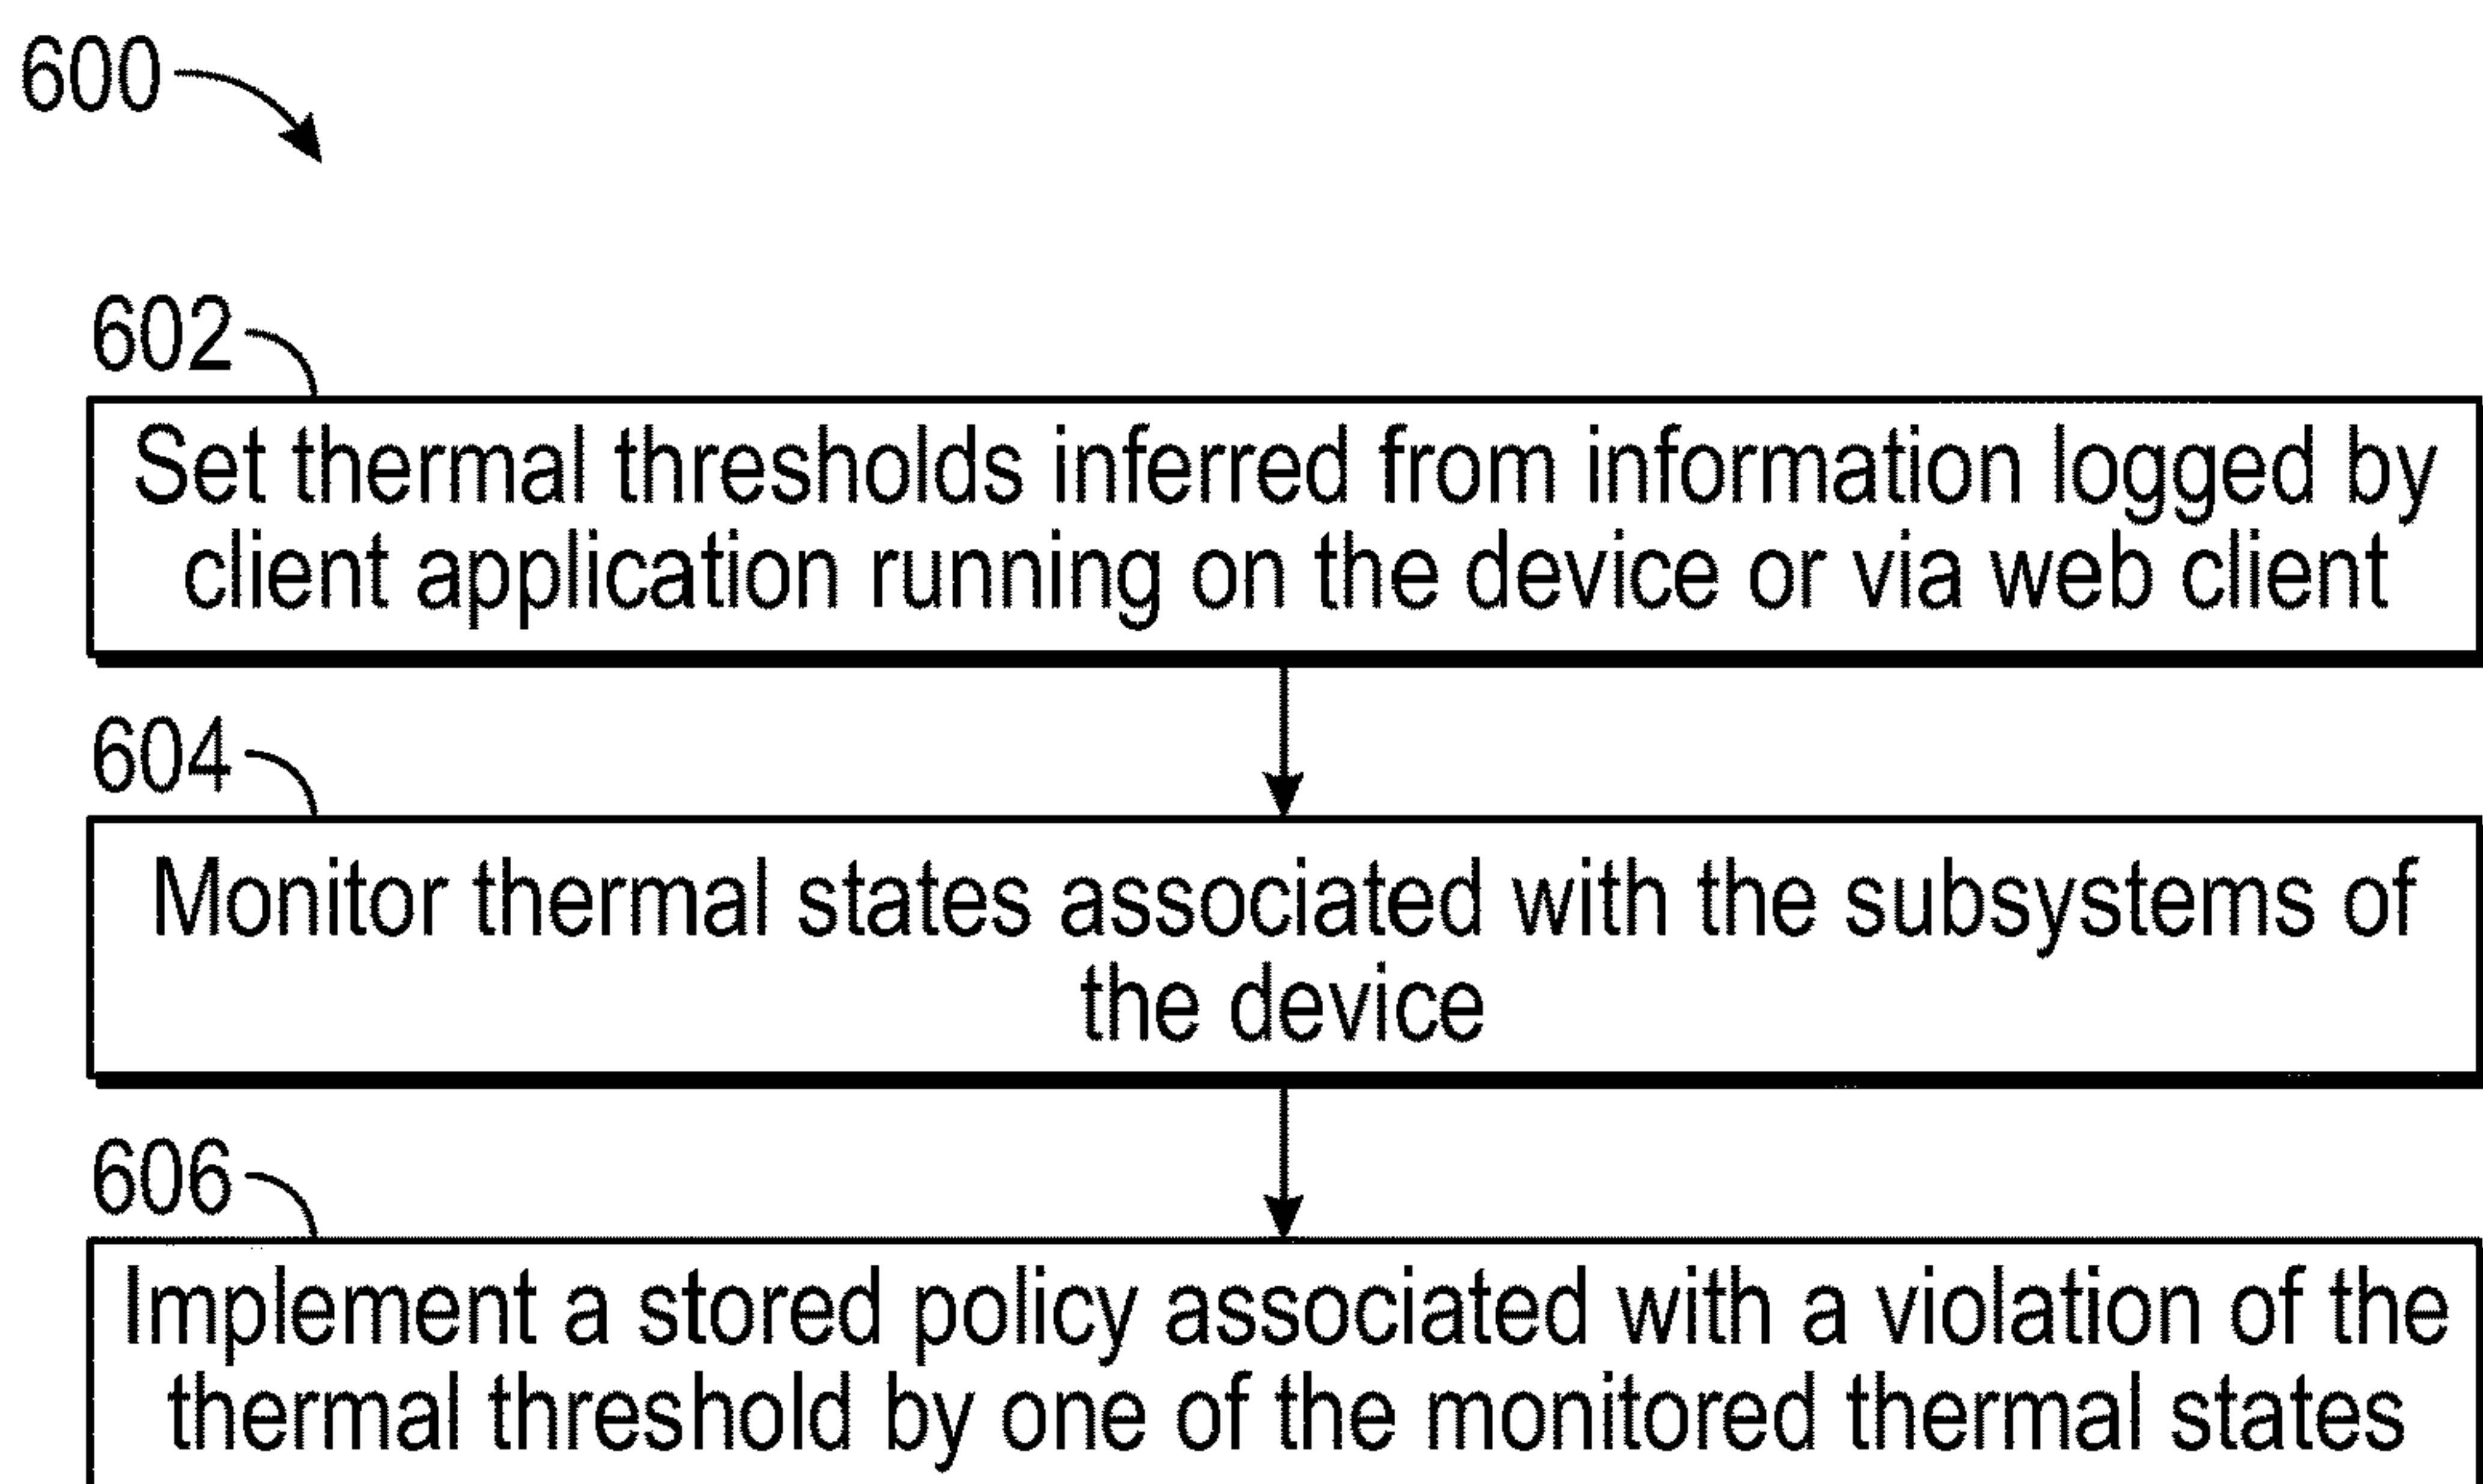 600
602
Set thermal thresholds inferred from information logged by
client application running on the device or via web client
604
Monitor thermal states associated with the subsystems of
the device
606
Implement a stored policy associated with a violation of the
thermal threshold by one of the monitored thermal states